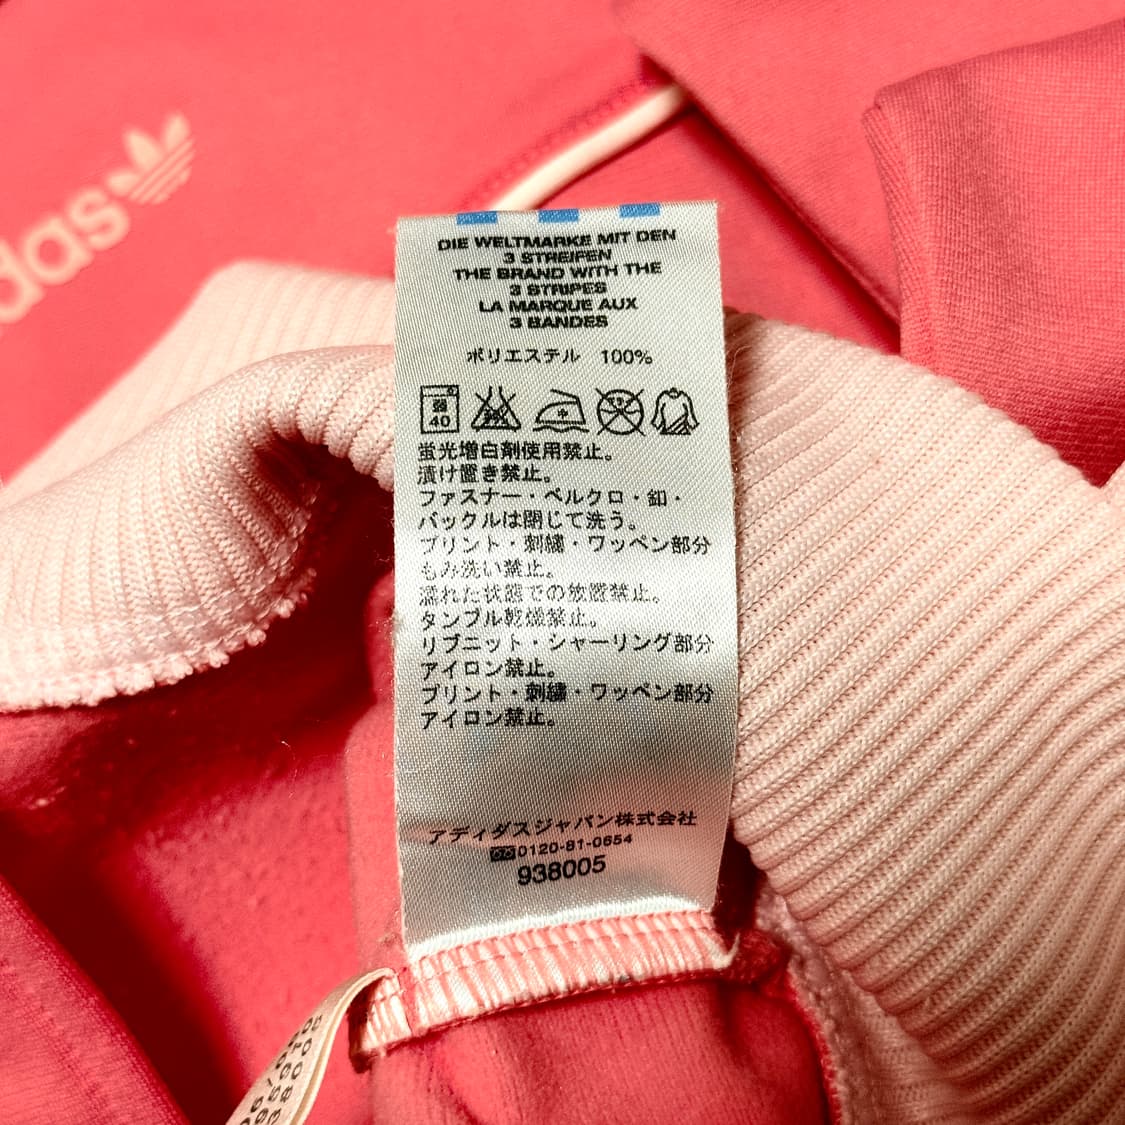 das
DIE WELTMARKE MIT DEN
3 STREIFEN
THE BRAND WITH THE
3 STRIPES
LA MARQUE AUX
3 BANDES
ポリエステル 100%
弱
40
蛍光増白剤使用禁止。
漬け置き禁止。
ファスナー・ベルクロ・釦・
バックルは閉じて洗う。
プリント・刺繍・ワッペン部分
もみ洗い禁止。
濡れた状態での放置禁止。
タンブル乾燥禁止。
リブニット・シャーリング部分
アイロン禁止。
プリント・刺繍・ワッペン部分
アイロン禁止。
アディダスジャパン株式会社
0120-81-0654
938005